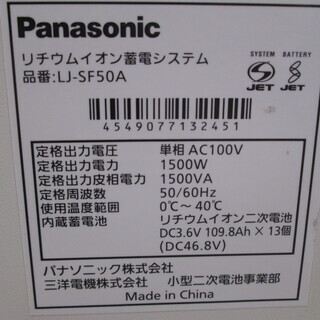 Panasonic
リチウムイオン蓄電システム
品番:LJ-SF50A
SYSTEM BATTERY
JET JET
4549077132451
定格出力電圧 単相 AC100V
定格出力電力 1500W
定格出力皮相電力 1500VA
定格周波数 50/60Hz
使用温度範囲 0℃~ 40℃
内蔵蓄電池 リチウムイオン二次電池
DC3.6V 109.8Ah × 13個
(DC46.8V)
パナソニック株式会社
三洋電機株式会社 小型二次電池事業部
Made in China